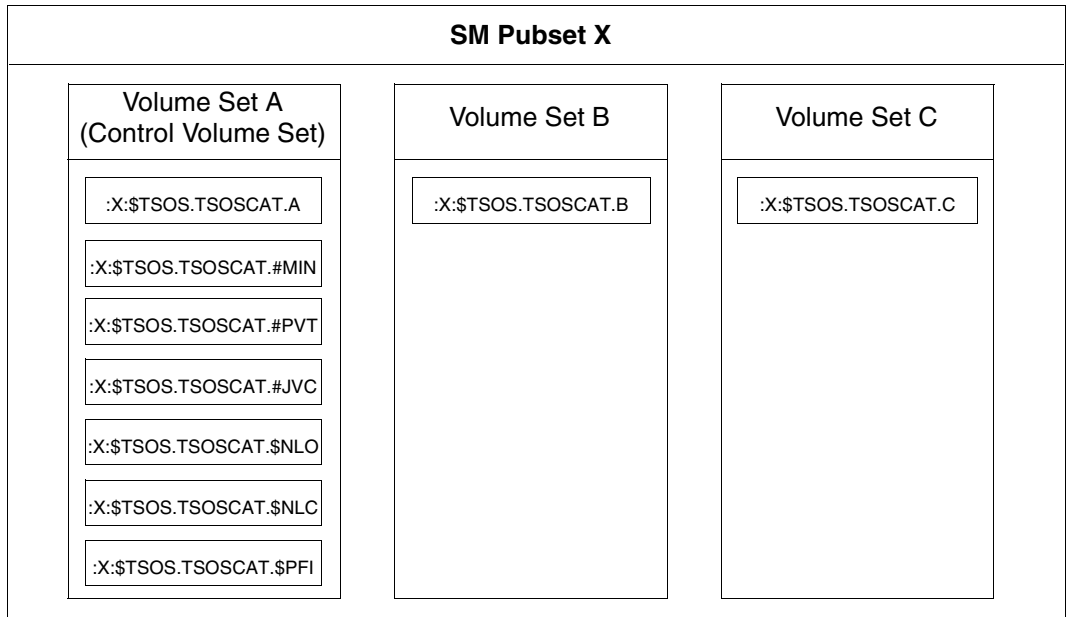 SM Pubset X
Volume Set A
(Control Volume Set)
:X:$TSOS.TSOSCAT.A
:X:$TSOS.TSOSCAT.#MIN
:X:$TSOS.TSOSCAT.#PVT
:X:$TSOS.TSOSCAT.#JVC
:X:$TSOS.TSOSCAT.$NLO
:X:$TSOS.TSOSCAT.$NLC
:X:$TSOS.TSOSCAT.$PFI
Volume Set B
:X:$TSOS.TSOSCAT.B
Volume Set C
:X:$TSOS.TSOSCAT.C